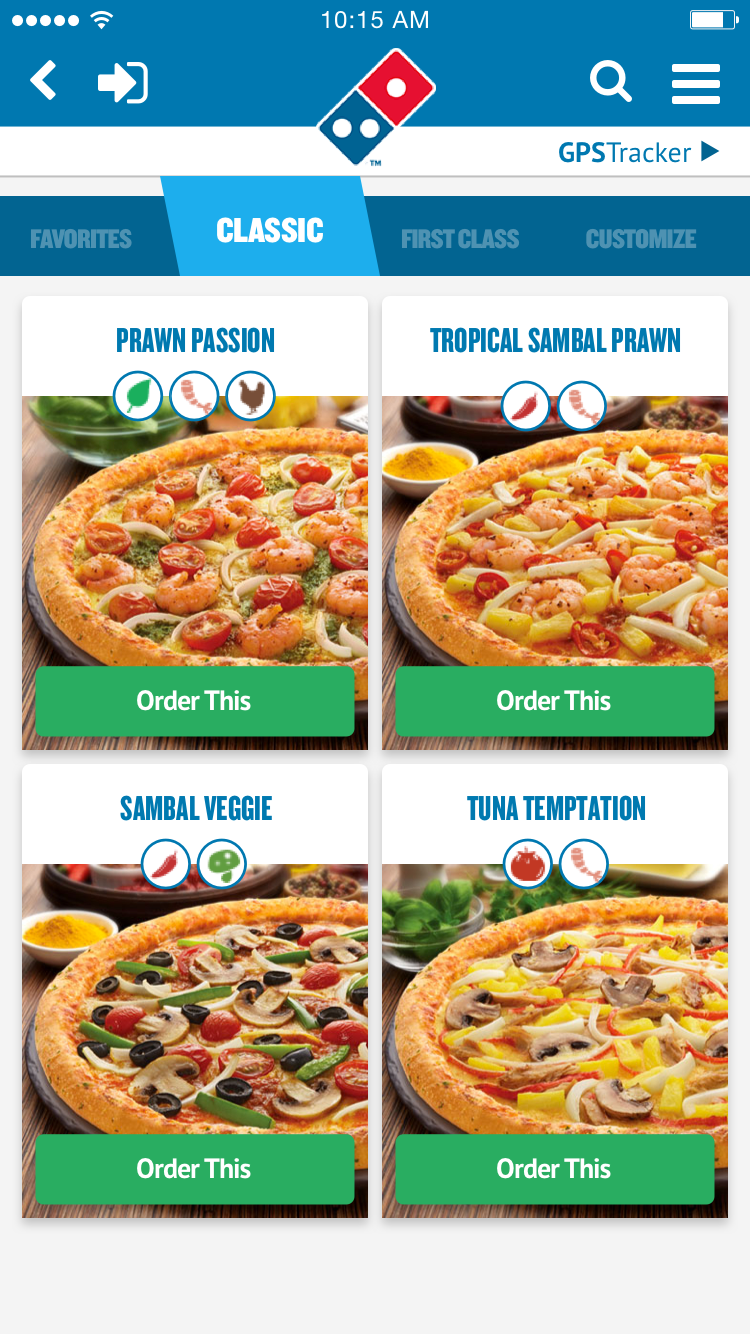 10:15 AM
™
GPSTracker
FAVORITES
CLASSIC
FIRST CLASS
CUSTOMIZE
PRAWN PASSION
TROPICAL SAMBAL PRAWN
Order This
Order This
SAMBAL VEGGIE
TUNA TEMPTATION
Order This
Order This